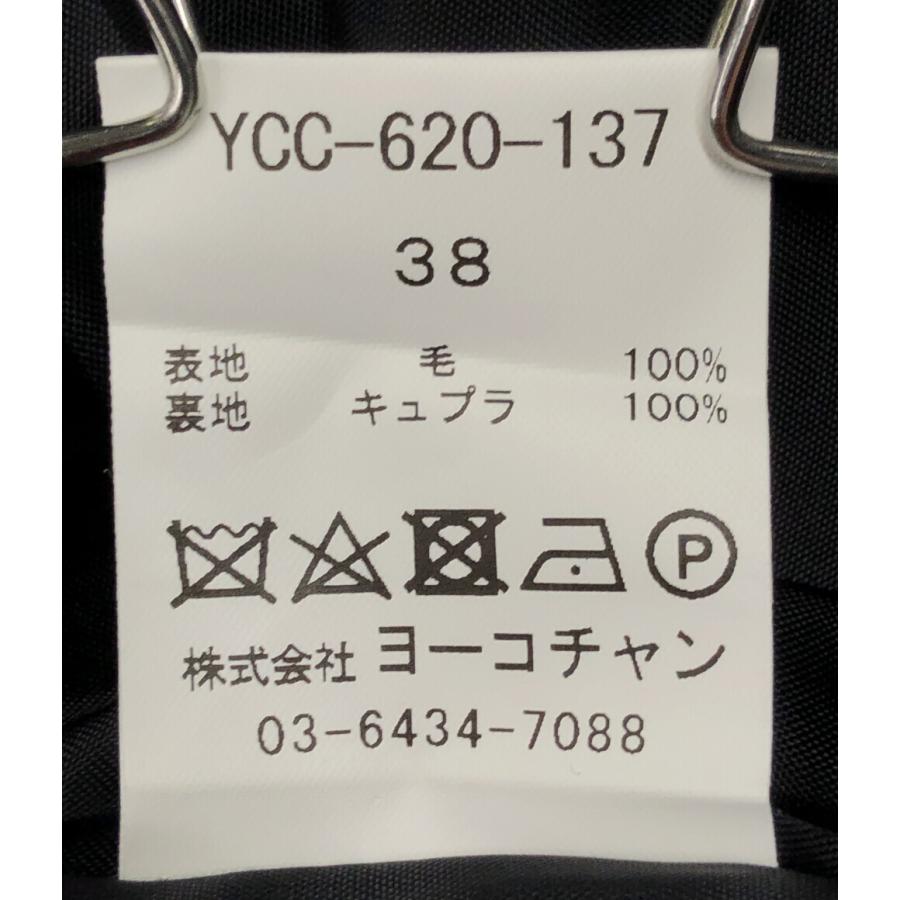 YCC-620-137
38
表地 毛 100%
裏地 キュプラ 100%
P
株式会社 ヨーコチャン
03-6434-7088